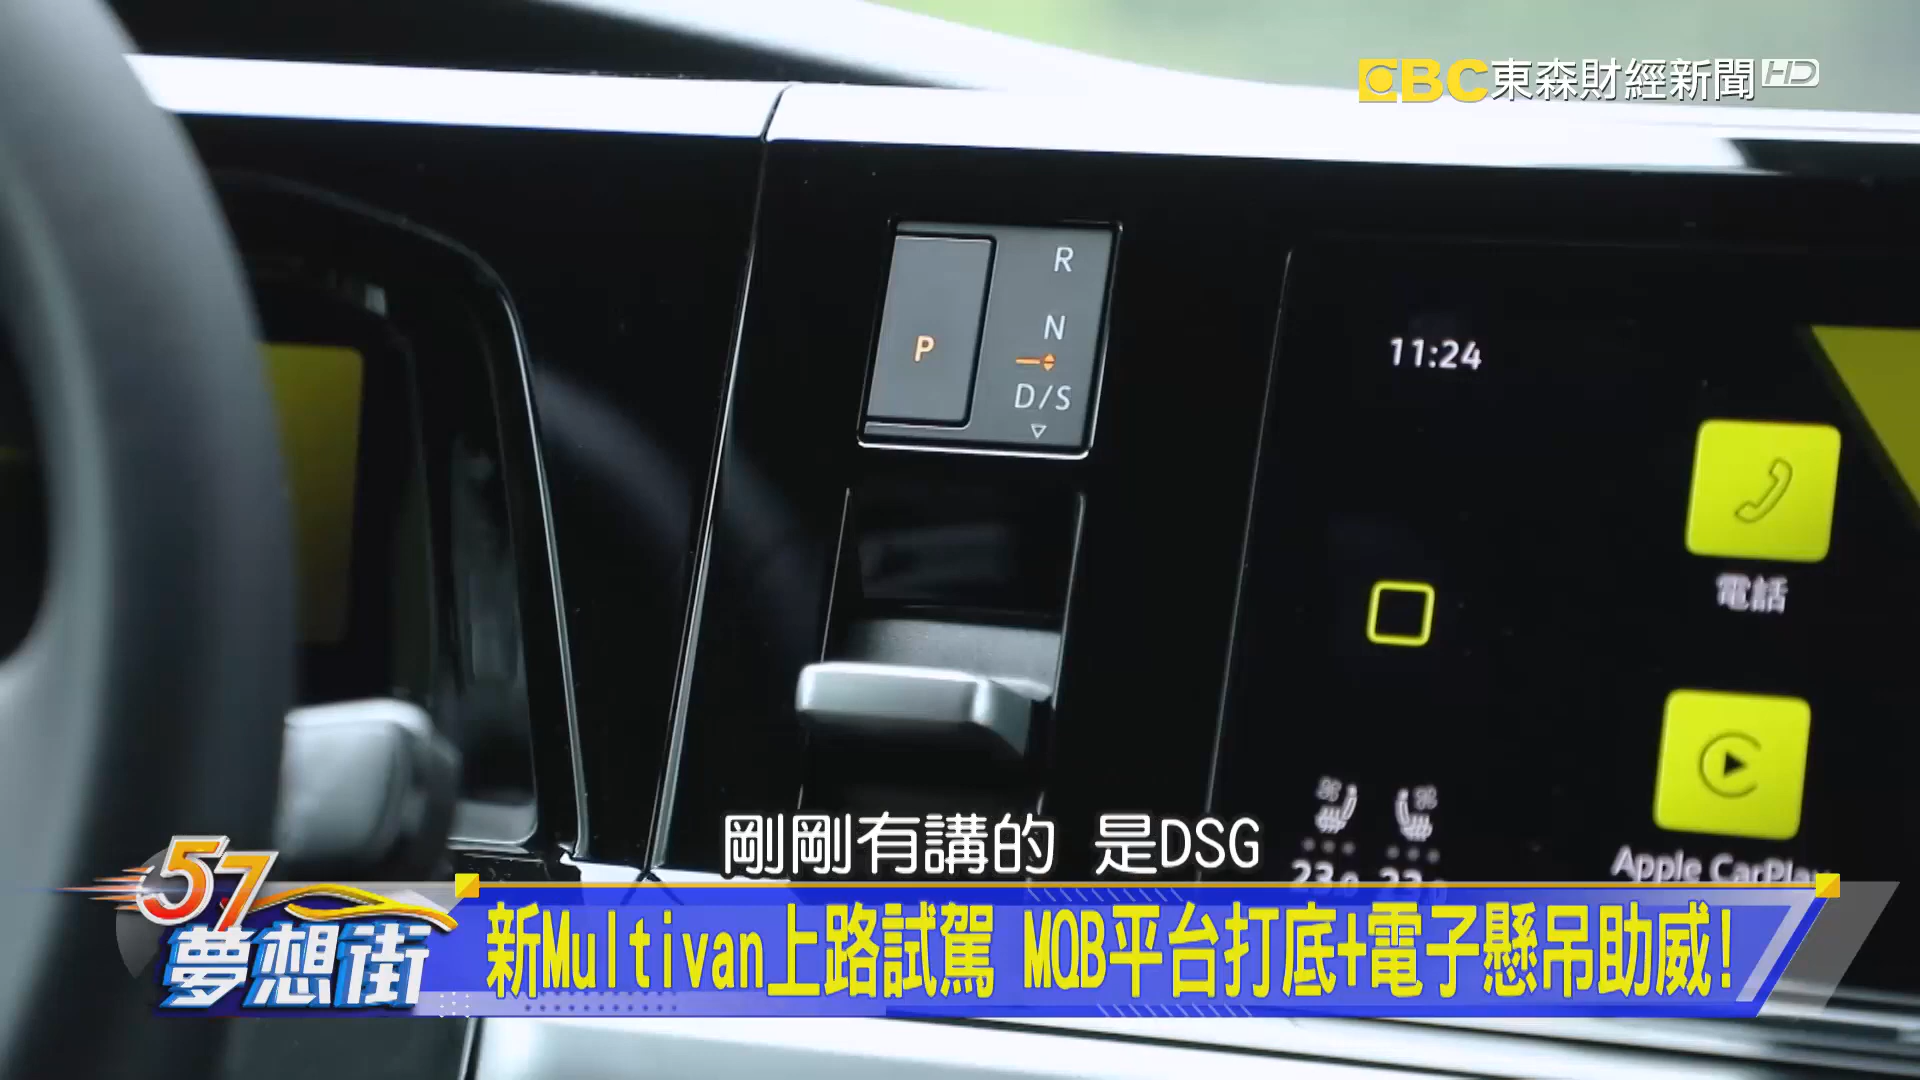 EBC東森財經新聞HD
R
N
P
D/S
11:24
電話
剛剛有講的 是DSG
Apple CarPlay
57夢想街
新Multivan上路試駕 MQB平台打底+電子懸吊助威!